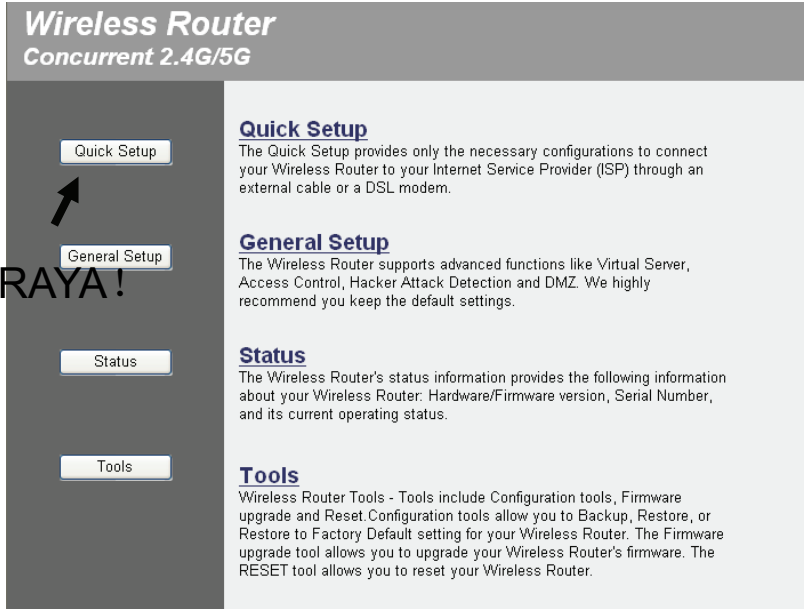 Wireless Router
Concurrent 2.4G/5G
Quick Setup
Quick Setup
The Quick Setup provides only the necessary configurations to connect
your Wireless Router to your Internet Service Provider (ISP) through an
external cable or a DSL modem.
General Setup
RAYA!
General Setup
The Wireless Router supports advanced functions like Virtual Server,
Access Control, Hacker Attack Detection and DMZ. We highly
recommend you keep the default settings.
Status
Status
The Wireless Router's status information provides the following information
about your Wireless Router: Hardware/Firmware version, Serial Number,
and its current operating status.
Tools
Tools
Wireless Router Tools - Tools include Configuration tools, Firmware
upgrade and Reset.Configuration tools allow you to Backup, Restore, or
Restore to Factory Default setting for your Wireless Router. The Firmware
upgrade tool allows you to upgrade your Wireless Router's firmware. The
RESET tool allows you to reset your Wireless Router.